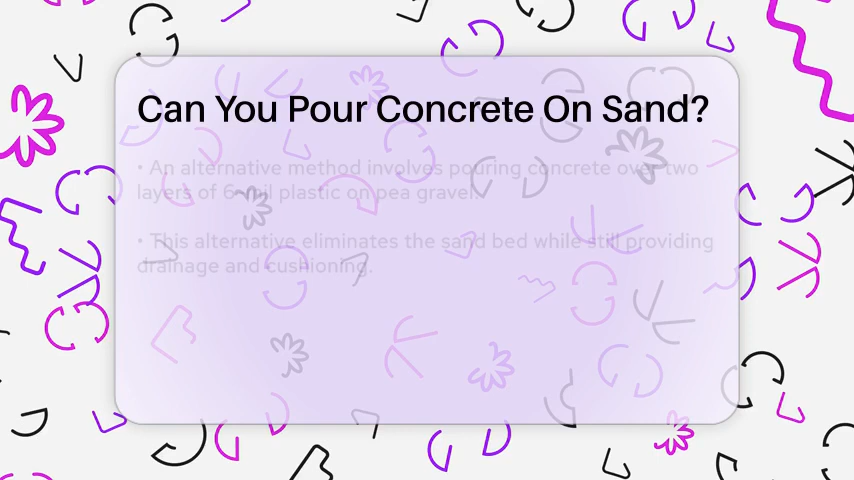 Can You Pour Concrete On Sand?
• An alternative method involves pouring concrete over two
layers of 6-mil plastic on pea gravel.
• This alternative eliminates the sand bed while still providing
drainage and cushioning.